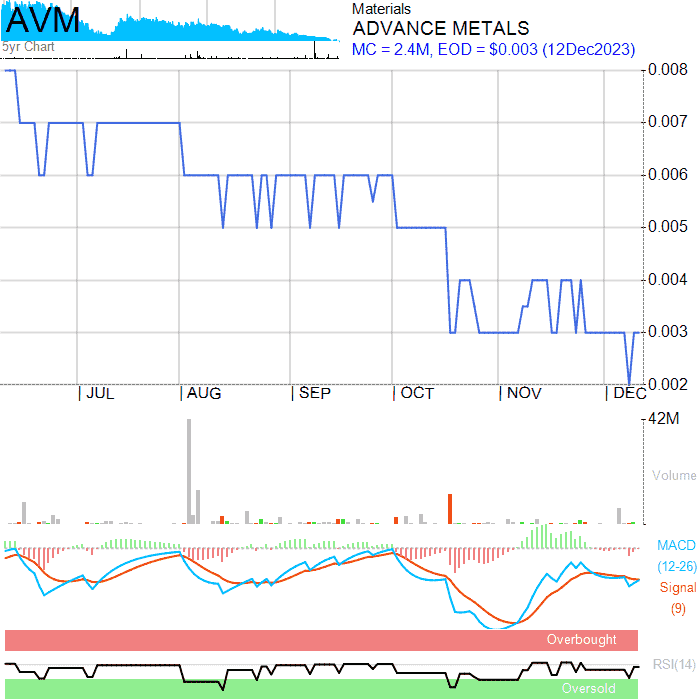 AVM
5yr Chart
Materials
ADVANCE METALS
MC = 2.4M, EOD = $0.003 (12Dec2023)
0.008
0.007
0.006
0.005
0.004
0.003
0.002
JUL AUG SEP OCT NOV DEC
42M
Volume
MACD
(12-26)
Signal
(9)
Overbought
RSI(14)
Oversold